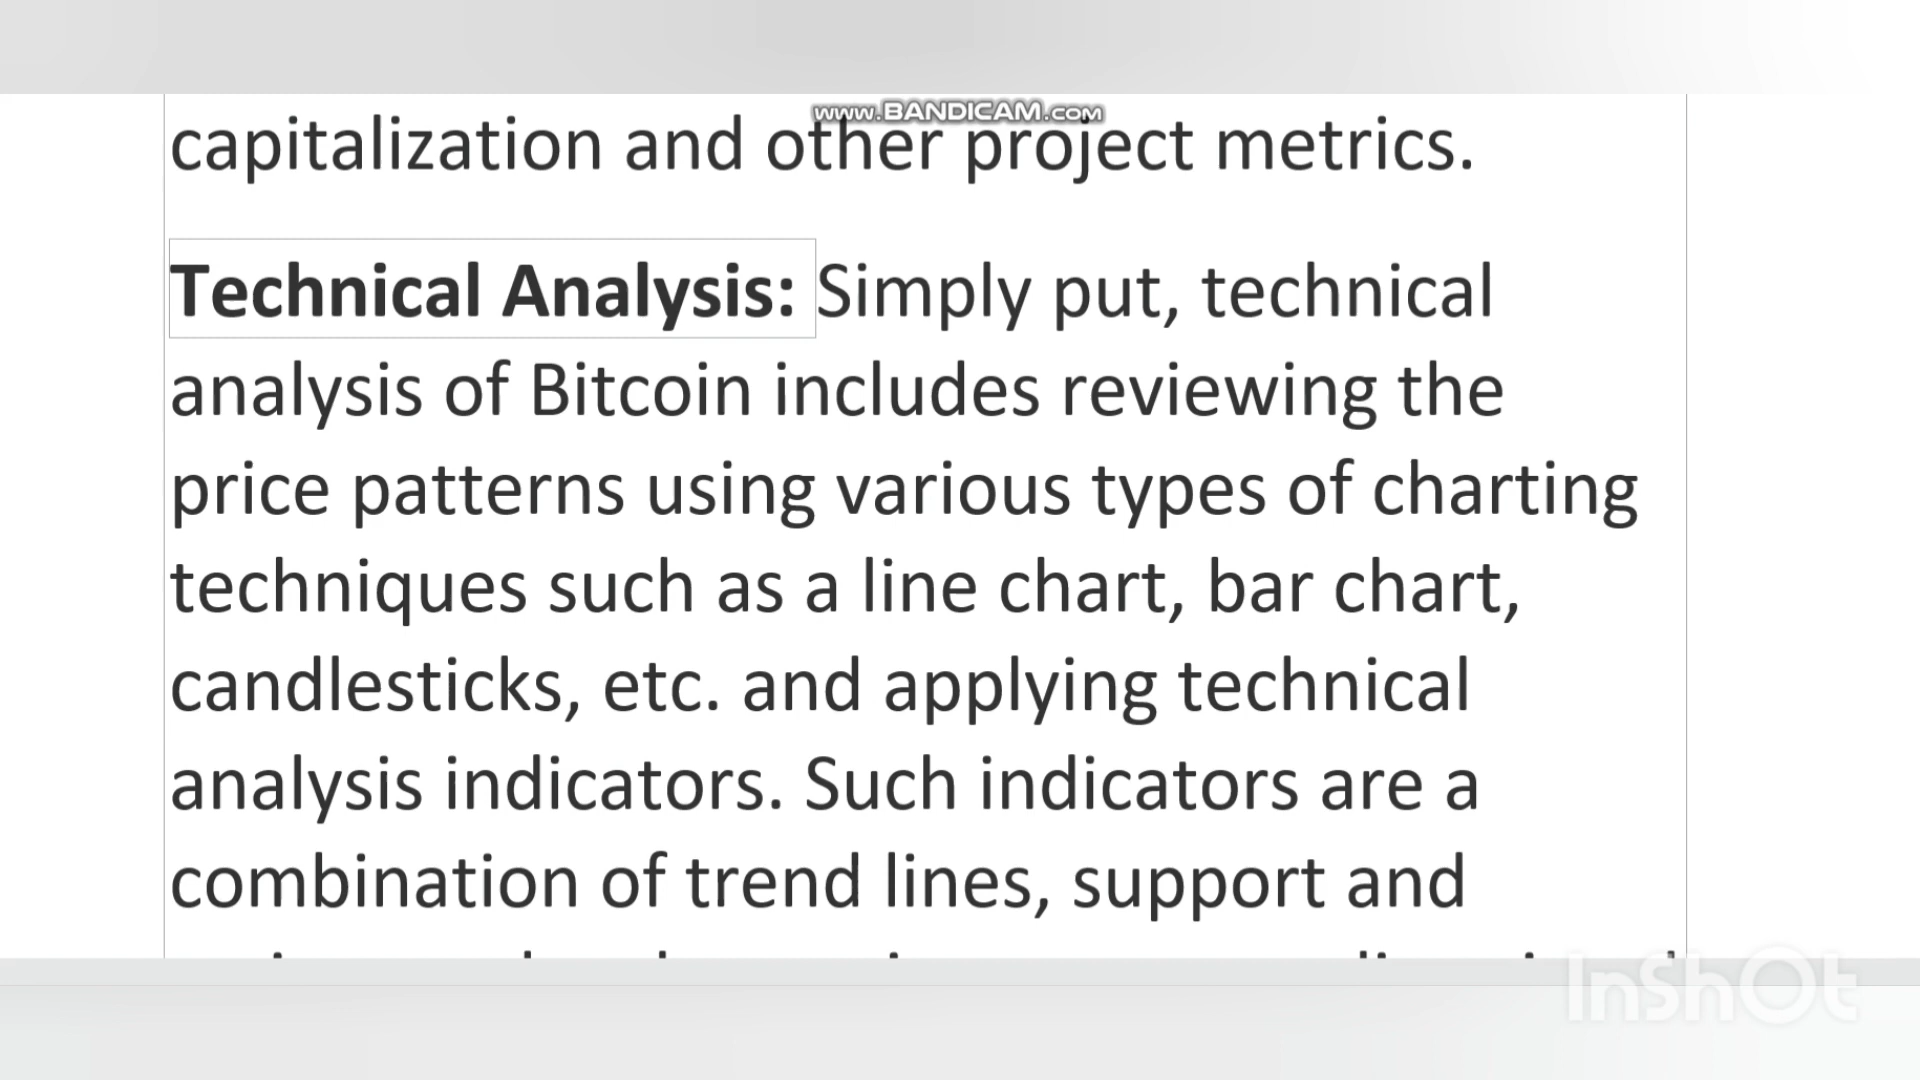 www.BANDICAM.com
capitalization and other project metrics.
Technical Analysis: Simply put, technical
analysis of Bitcoin includes reviewing the
price patterns using various types of charting
techniques such as a line chart, bar chart,
candlesticks, etc. and applying technical
analysis indicators. Such indicators are a
combination of trend lines, support and
InShOt